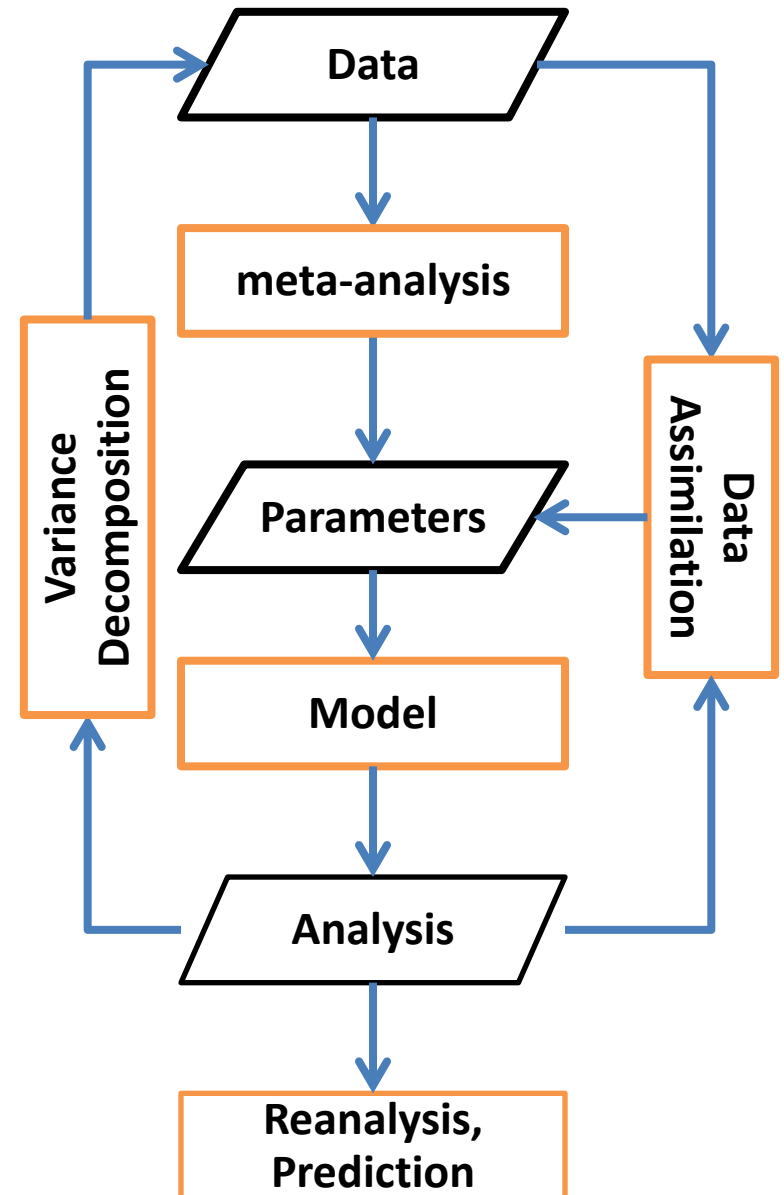 Data
meta-analysis
Variance
Decomposition
Data
Assimilation
Parameters
Model
Analysis
Reanalysis,
Prediction